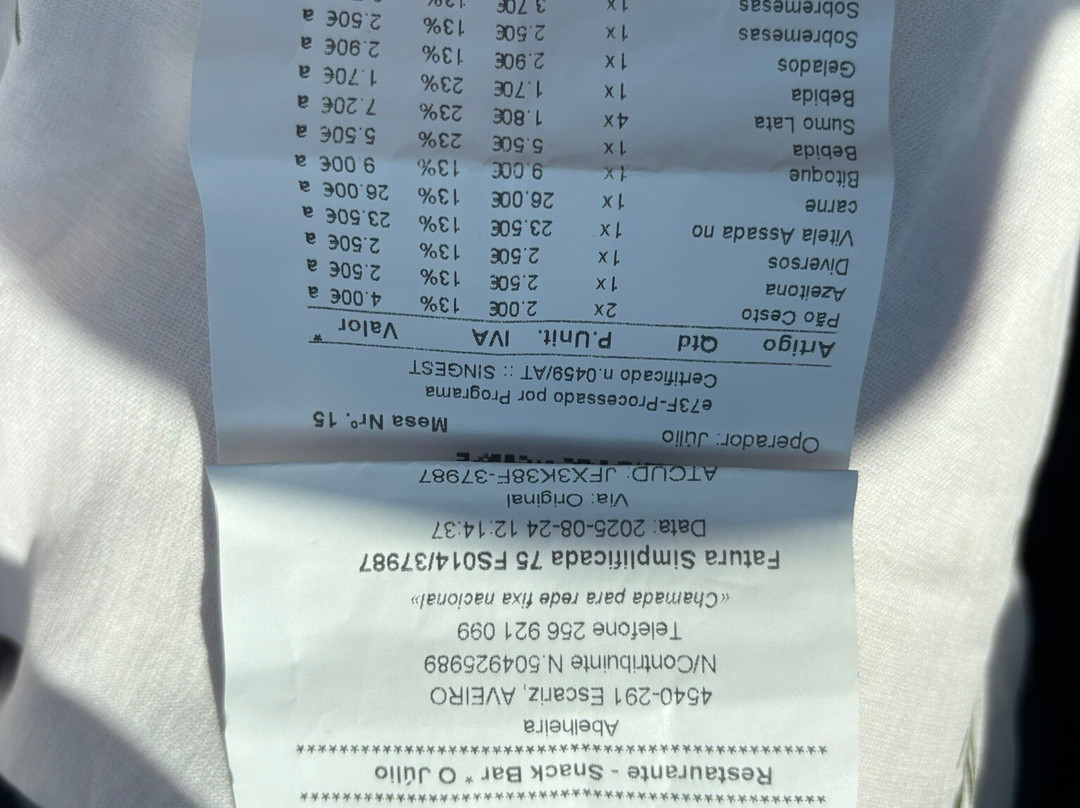 ********************************************
Restaurante - Snack Bar * O Júlio
********************************************
Abelheira
4540-291 Escariz, AVEIRO
N/Contribuinte N.504925989
Telefone 256 921 099
«Chamada para rede fixa nacional»
Fatura Simplificada 75 FS014/37987
Data: 2025-08-24 12:14:37
Via: Original
ATCUD: JFX3K38F-37987
Operador: Júlio Mesa Nrº. 15
e73F-Processado por Programa
Certificado n.0459/AT :: SINGEST
Artigo Qtd P.Unit. IVA Valor *
Pão Cesto 2x 2.00€ 13% 4.00€ a
Azeitona 1x 2.50€ 13% 2.50€ a
Diversos 1x 2.50€ 13% 2.50€ a
Vitela Assada no 1x 23.50€ 13% 23.50€ a
carne 1x 26.00€ 13% 26.00€ a
Bitoque 1x 9.00€ 13% 9.00€ a
Bebida 1x 5.50€ 23% 5.50€ a
Sumo Lata 4x 1.80€ 23% 7.20€ a
Bebida 1x 1.70€ 23% 1.70€ a
Gelados 1x 2.90€ 13% 2.90€ a
Sobremesas 1x 2.50€ 13% 2.50€ a
Sobremesas 1x 3.70€